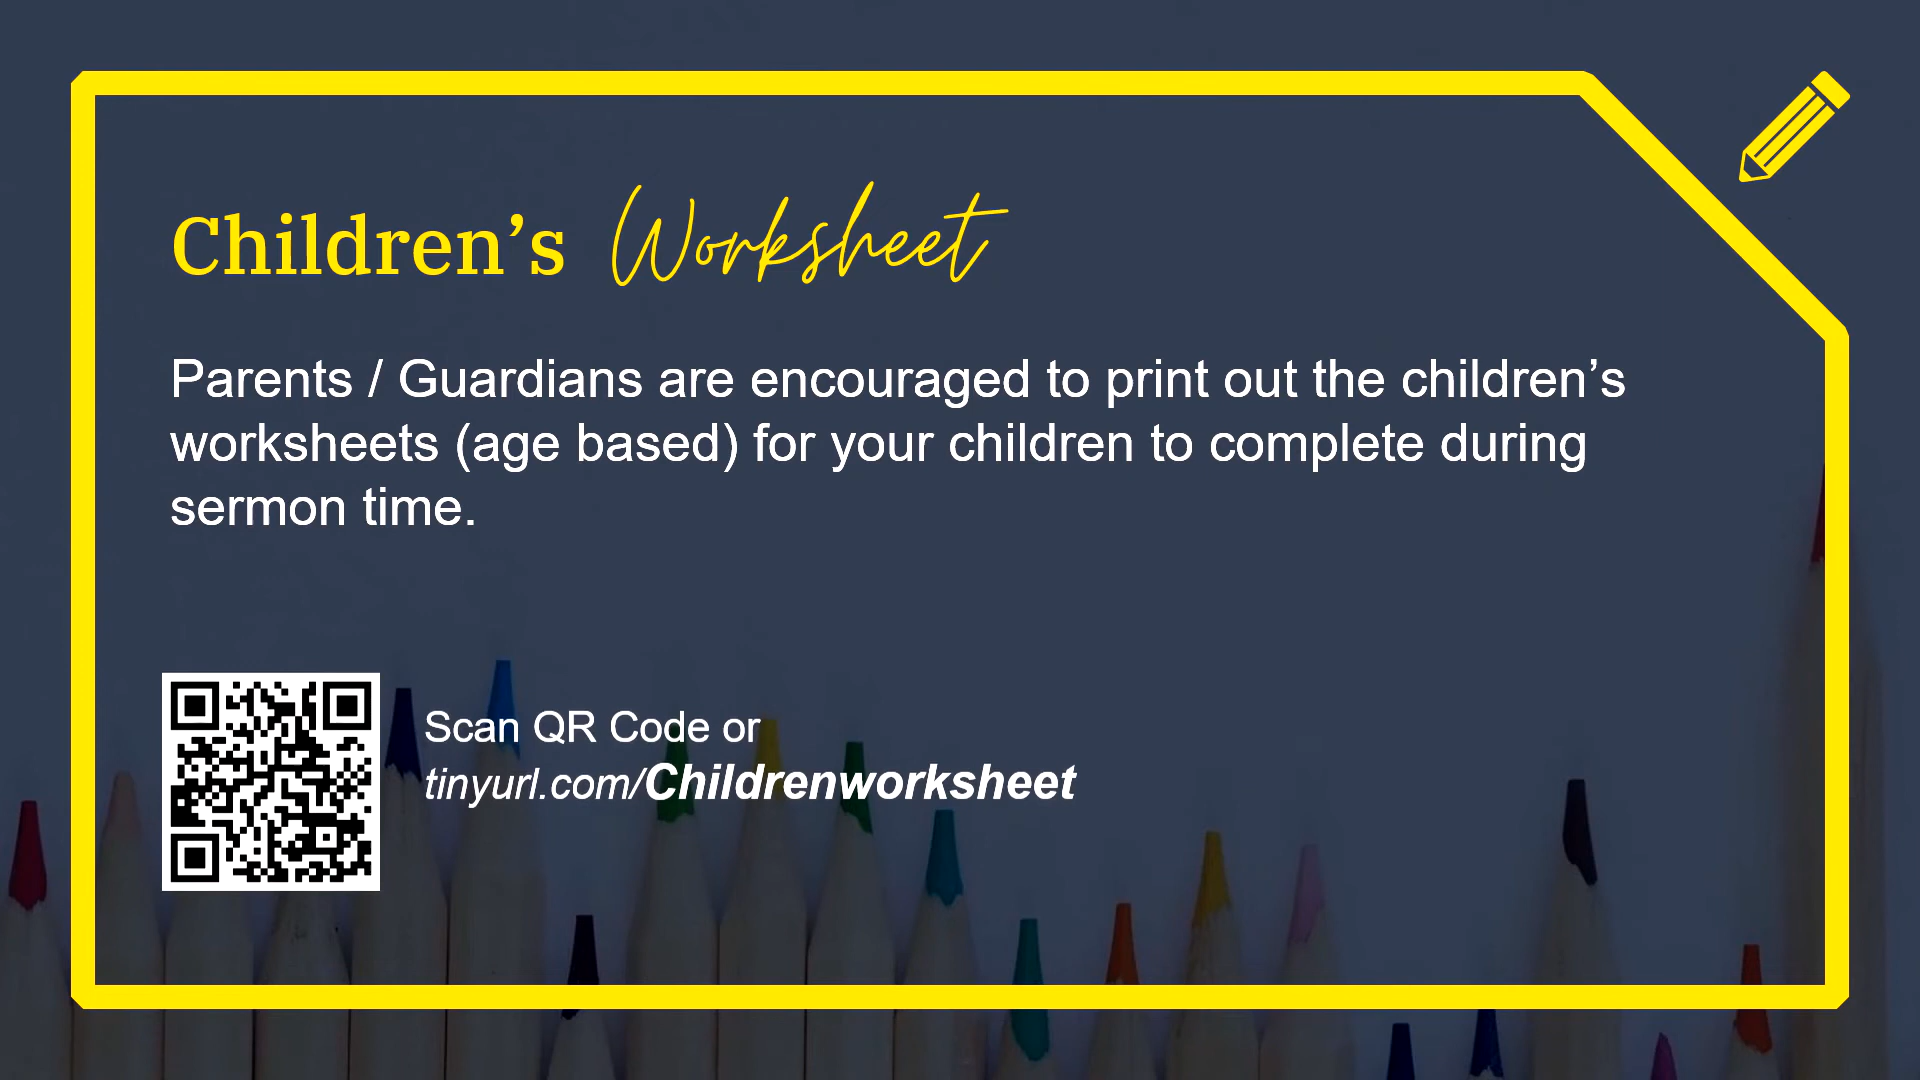 Children’s Worksheet
Parents / Guardians are encouraged to print out the children’s
worksheets (age based) for your children to complete during
sermon time.
Scan QR Code or
tinyurl.com/Childrenworksheet